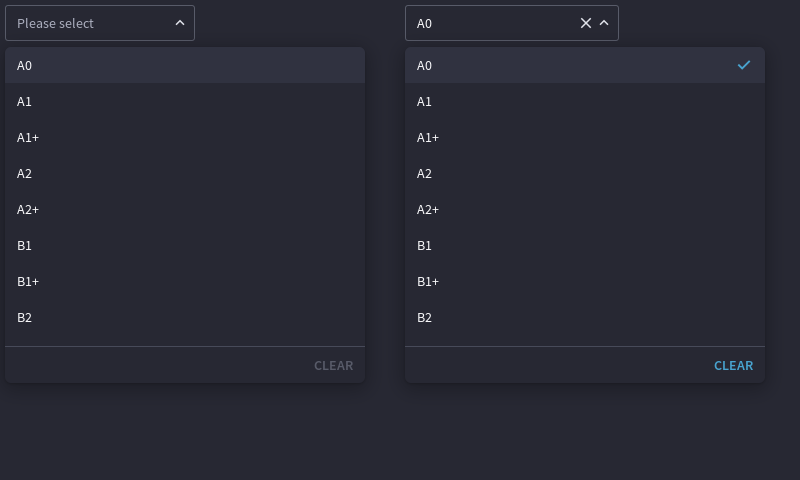 Please select
A0
A1
A1+
A2
A2+
B1
B1+
B2
CLEAR
A0
A0
A1
A1+
A2
A2+
B1
B1+
B2
CLEAR